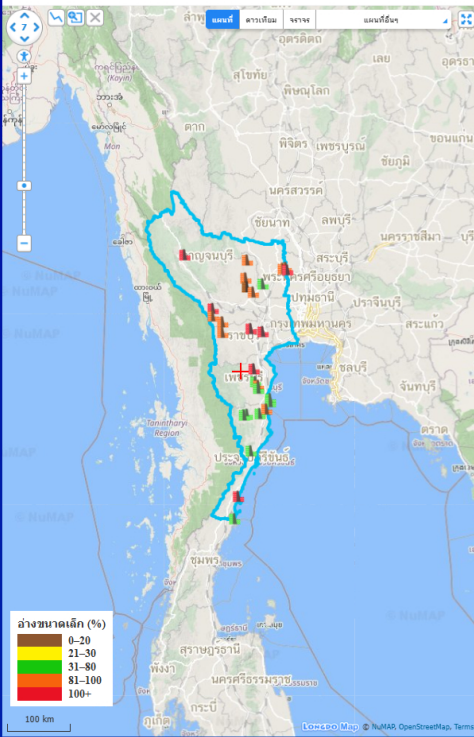 แผนที่ ดาวเทียม จราจร แผนที่อื่นๆ
7
เลย
อุตรดิตถ์
สุโขทัย
ကရင်ပြည်နယ်
(Kayin)
พิษณุโลก
ตาก
Mon
พิจิตร เพชรบูรณ์
ขอนแก่น
ชัยภูมิ
นครสวรรค์
ชัยนาท
ลพบุรี
นครราชสีมา
บุรี
สระบุรี
กาญจนบุรี
พระนครศรีอยุธยา
NuMAP
ปทุมธานี
ปราจีนบุรี
กรุงเทพมหานคร
สระแก้ว
ราชบุรี
ชลบุรี
จันทบุรี
Tanintharyi
Region
ตราด
ประจวบคีรีขันธ์
© NuMAP
ชุมพร
© NuMAP
สุราษฎร์ธานี
พังงา
นครศรีธรรมราช
กระบี่
ภูเก็ต
อ่างขนาดเล็ก (%)
0–20
21–30
31–80
81–100
100+
100 km
LONGDO Map © NuMAP, OpenStreetMap, Terms